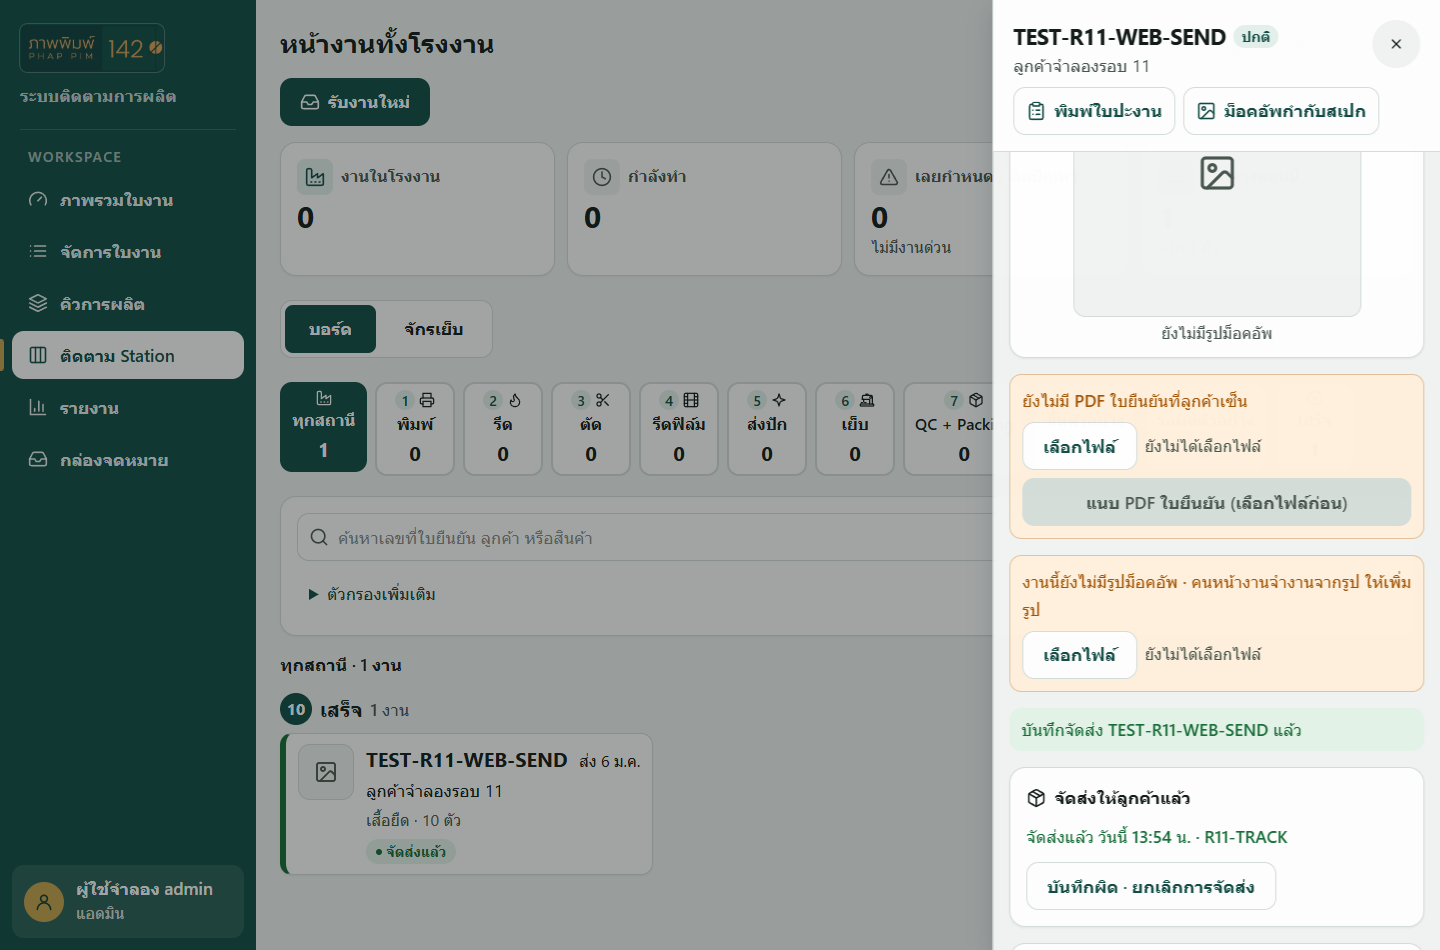 ภาพพิมพ์ 142
PHAP PIM
ระบบติดตามการผลิต
WORKSPACE
ภาพรวมใบงาน
จัดการใบงาน
คิวการผลิต
ติดตาม Station
รายงาน
กล่องจดหมาย
ผู้ใช้จำลอง admin
แอดมิน
หน้างานทั้งโรงงาน
รับงานใหม่
งานในโรงงาน
0
กำลังทำ
0
เลยกำหนด
0
ไม่มีงานด่วน
บอร์ด
จักรเย็บ
ทุกสถานี
1
1
พิมพ์
0
2
รีด
0
3
ตัด
0
4
รีดฟิล์ม
0
5
ส่งปัก
0
6
เย็บ
0
7
QC + Packi
0
ค้นหาเลขที่ใบยืนยัน ลูกค้า หรือสินค้า
ตัวกรองเพิ่มเติม
ทุกสถานี · 1 งาน
10 เสร็จ 1 งาน
TEST-R11-WEB-SEND ส่ง 6 ม.ค.
ลูกค้าจำลองรอบ 11
เสื้อยืด · 10 ตัว
จัดส่งแล้ว
TEST-R11-WEB-SEND ปกติ
ลูกค้าจำลองรอบ 11
พิมพ์ใบปะงาน
ม็อคอัพกำกับสเปก
ยังไม่มีรูปม็อคอัพ
ยังไม่มี PDF ใบยืนยันที่ลูกค้าเซ็น
เลือกไฟล์ ยังไม่ได้เลือกไฟล์
แนบ PDF ใบยืนยัน (เลือกไฟล์ก่อน)
งานนี้ยังไม่มีรูปม็อคอัพ · คนหน้างานจำงานจากรูป ให้เพิ่ม
รูป
เลือกไฟล์ ยังไม่ได้เลือกไฟล์
บันทึกจัดส่ง TEST-R11-WEB-SEND แล้ว
จัดส่งให้ลูกค้าแล้ว
จัดส่งแล้ว วันนี้ 13:54 น. · R11-TRACK
บันทึกผิด · ยกเลิกการจัดส่ง